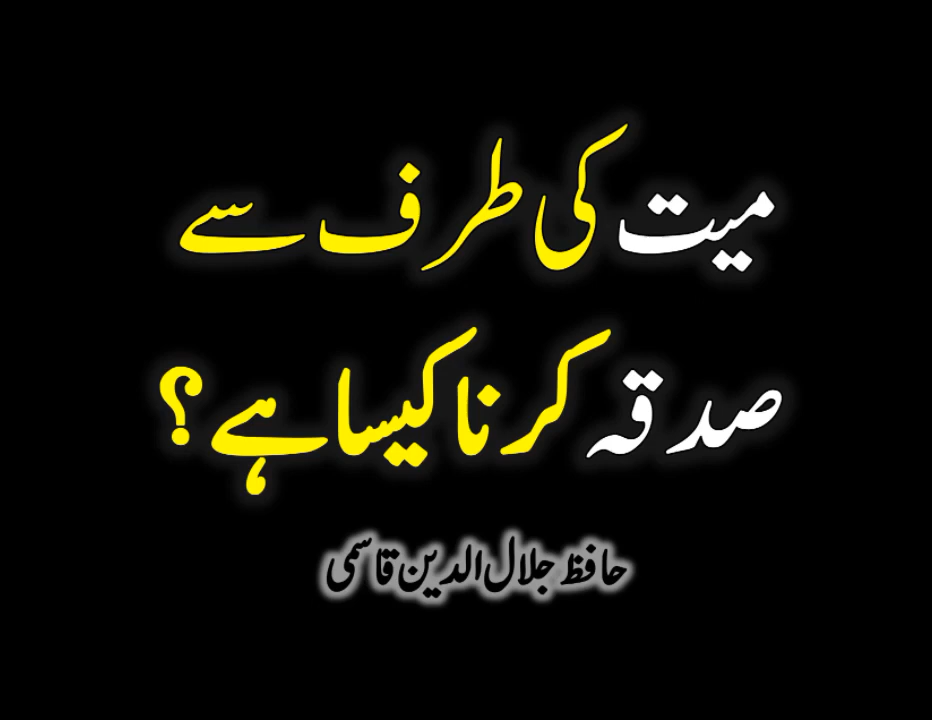 میت کی طرف سے
صدقہ کرنا کیسا ہے؟
حافظ جلال الدین قاسمی